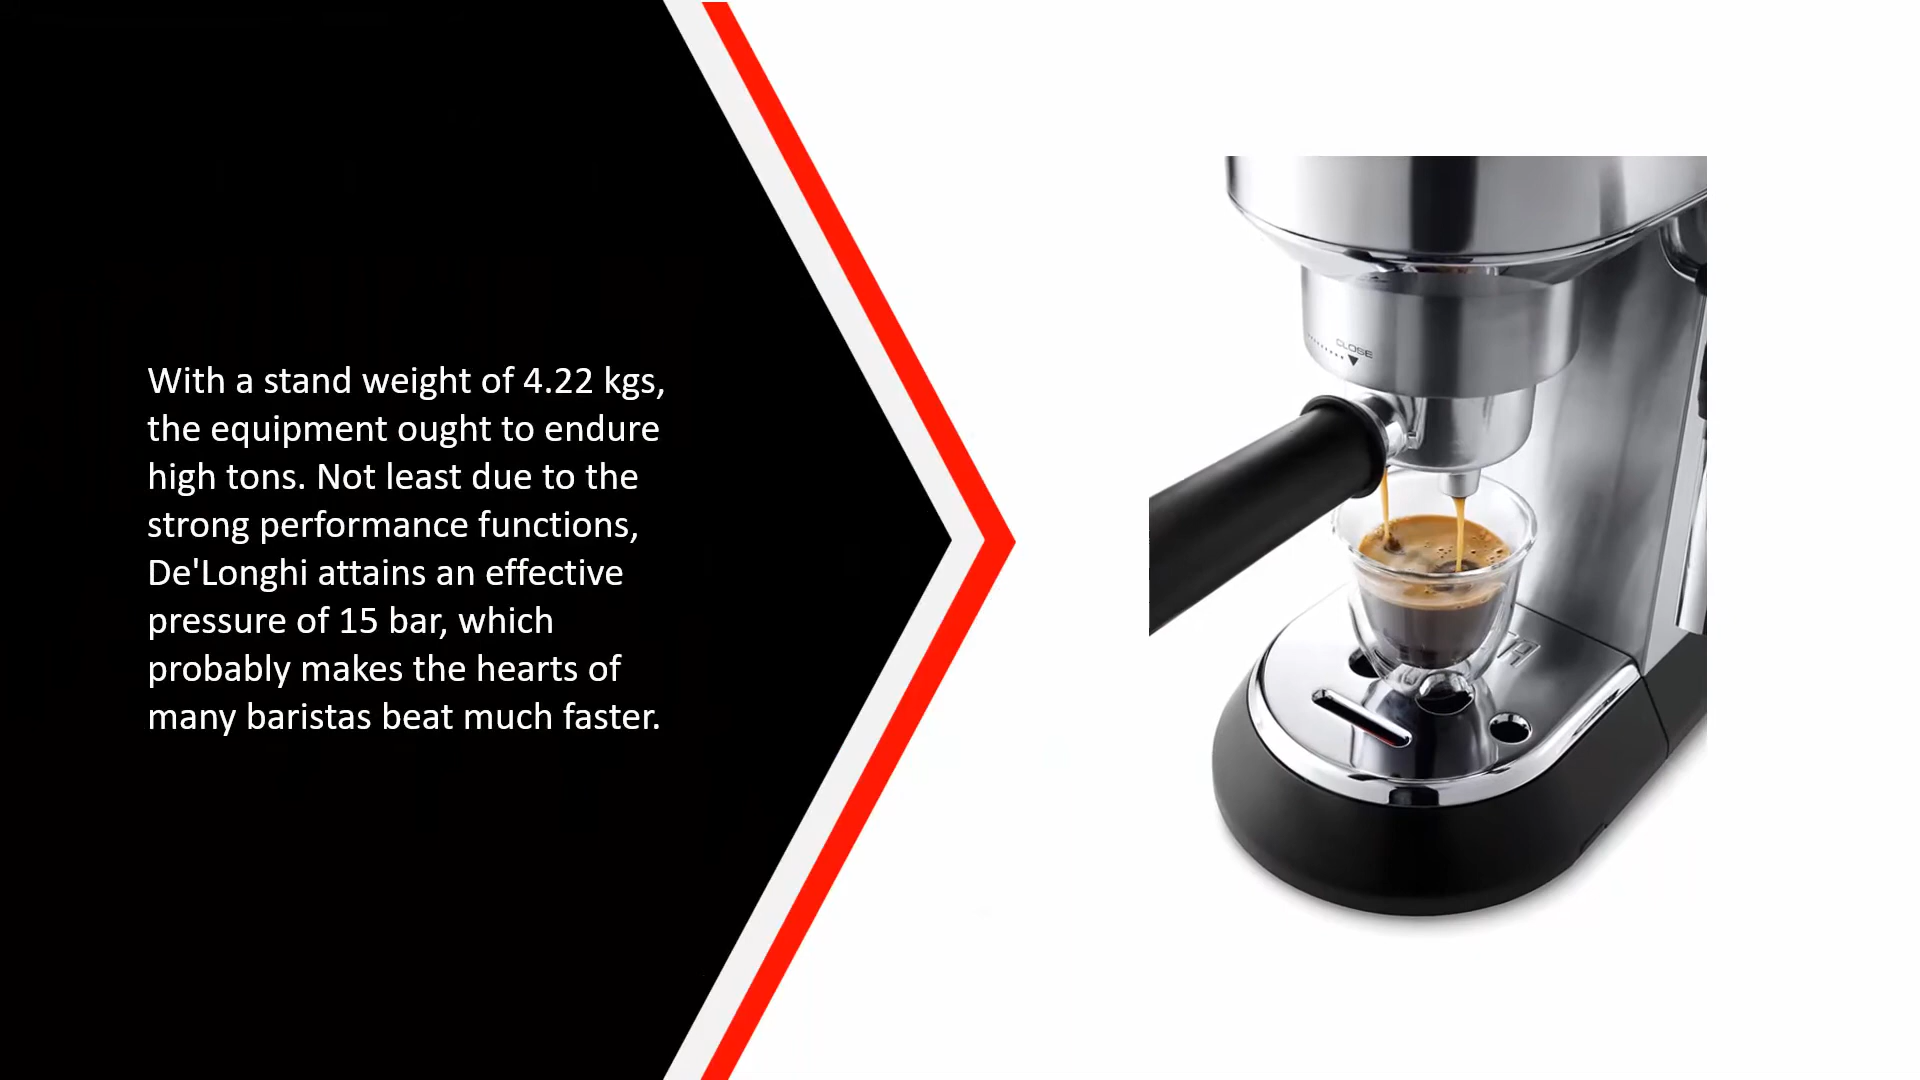 With a stand weight of 4.22 kgs,
the equipment ought to endure
high tons. Not least due to the
strong performance functions,
De'Longhi attains an effective
pressure of 15 bar, which
probably makes the hearts of
many baristas beat much faster.
CLOSE